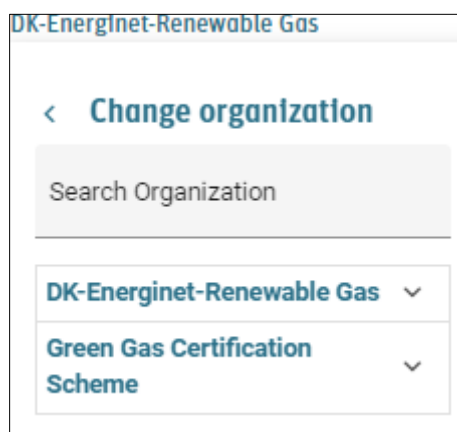 DK-Energinet-Renewable Gas
Change organization
Search Organization
DK-Energinet-Renewable Gas
Green Gas Certification
Scheme